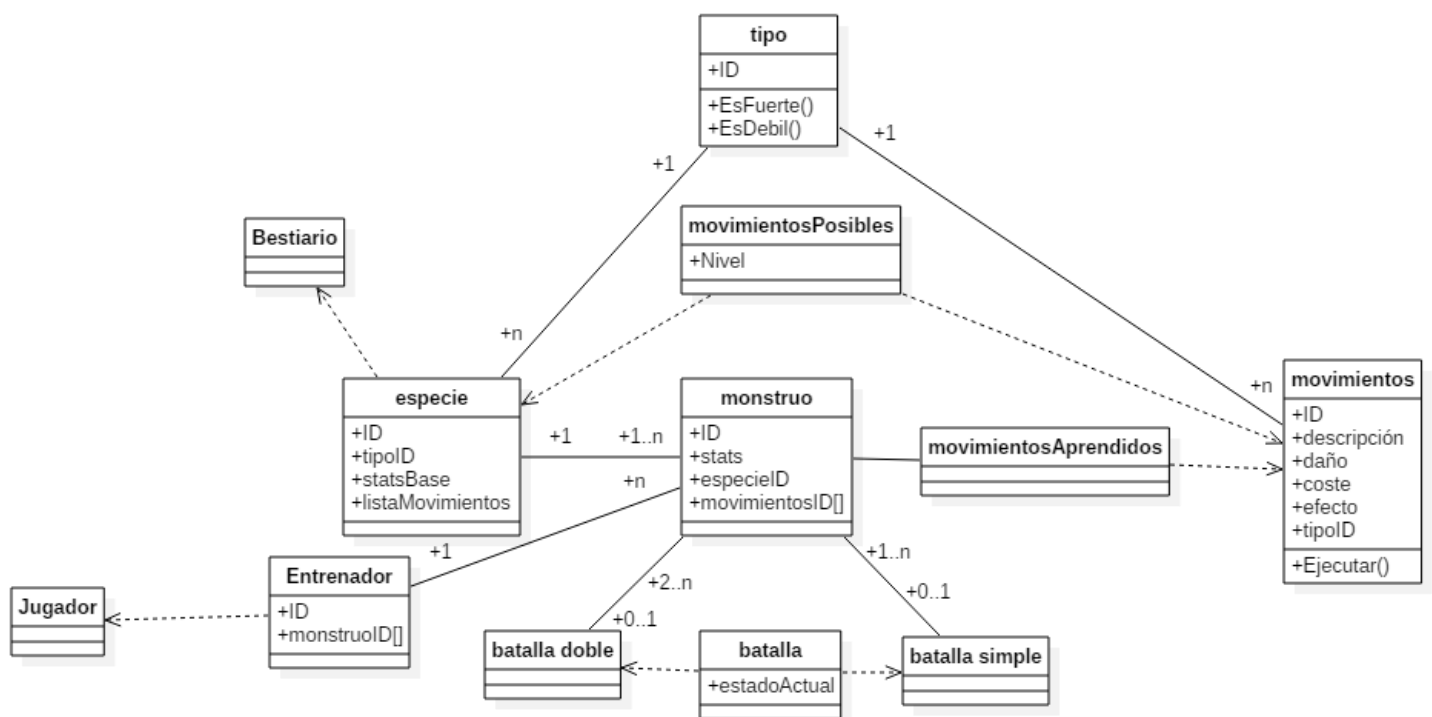 tipo
+ID
+EsFuerte()
+EsDebil()
+1
+1
Bestiario
movimientosPosibles
+Nivel
+n
+n
especie
+ID
+tipoID
+statsBase
+listaMovimientos
+1
+1..n
monstruo
+ID
+stats
+especieID
+movimientosID[]
movimientosAprendidos
movimientos
+ID
+descripción
+daño
+coste
+efecto
+tipoID
+Ejecutar()
+n
+1
Entrenador
+ID
+monstruoID[]
Jugador
+2..n
+0..1
+1..n
+0..1
batalla doble
batalla
+estadoActual
batalla simple